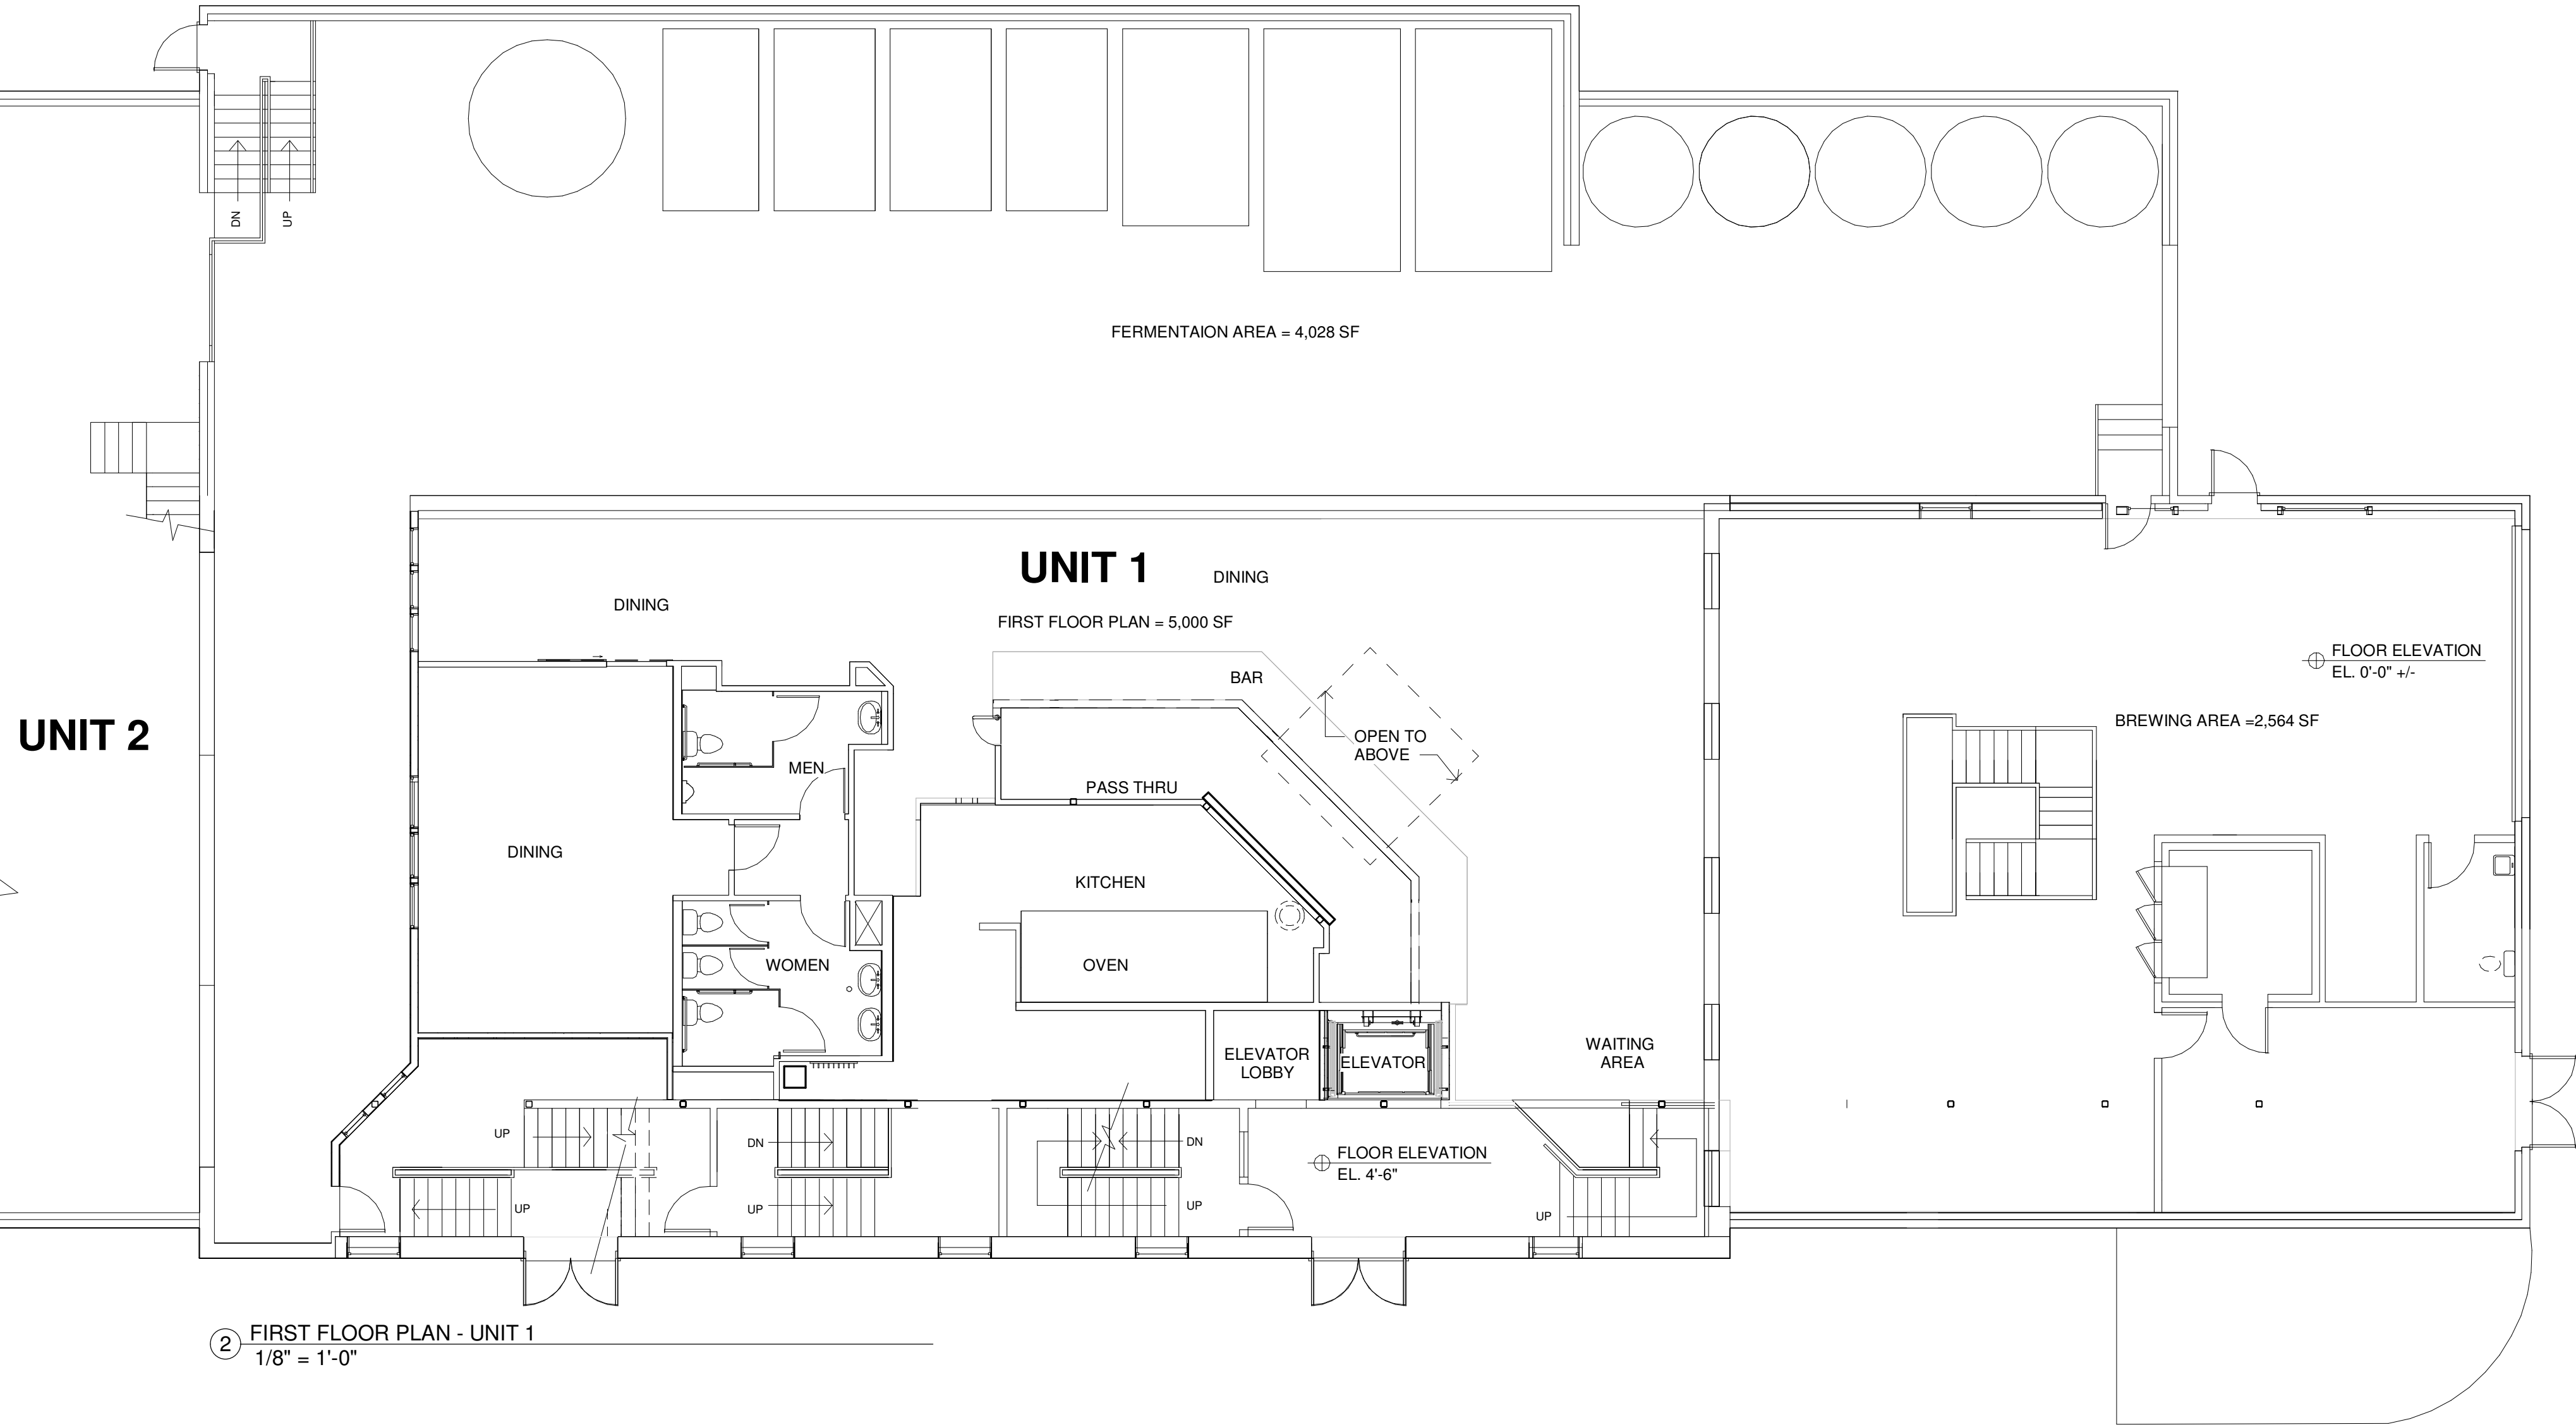 DN
UP
FERMENTAION AREA = 4,028 SF
UNIT 1
DINING
DINING
FIRST FLOOR PLAN = 5,000 SF
FLOOR ELEVATION
EL. 0'-0" +/-
BAR
UNIT 2
BREWING AREA =2,564 SF
OPEN TO
ABOVE
MEN
PASS THRU
DINING
KITCHEN
WOMEN
OVEN
WAITING
AREA
ELEVATOR
LOBBY
ELEVATOR
UP
DN
DN
FLOOR ELEVATION
EL. 4'-6"
UP
UP
UP
UP
2
FIRST FLOOR PLAN - UNIT 1
1/8" = 1'-0"